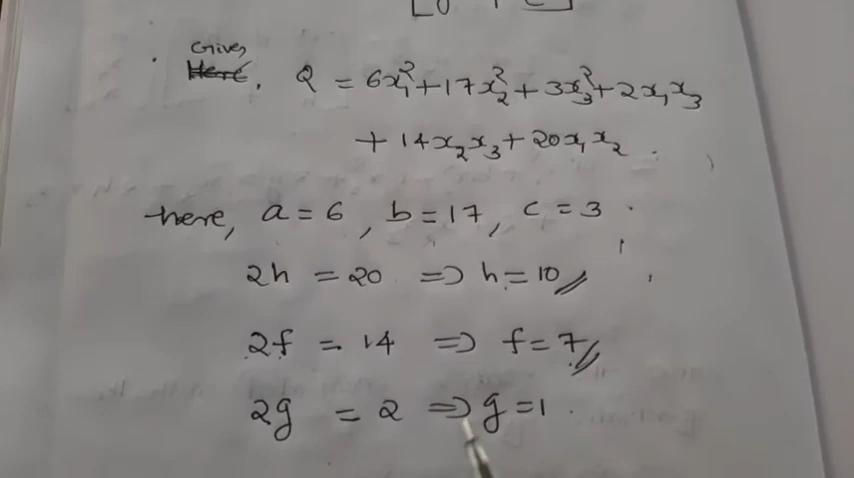 Given
Here, Q = 6x₁² + 17x₂² + 3x₃² + 2x₁x₃
+ 14x₂x₃ + 20x₁x₂ .
here, a = 6 , b = 17 , c = 3 .
2h = 20 ⇒ h = 10 //
2f = 14 ⇒ f = 7 //
2g = 2 ⇒ g = 1 .